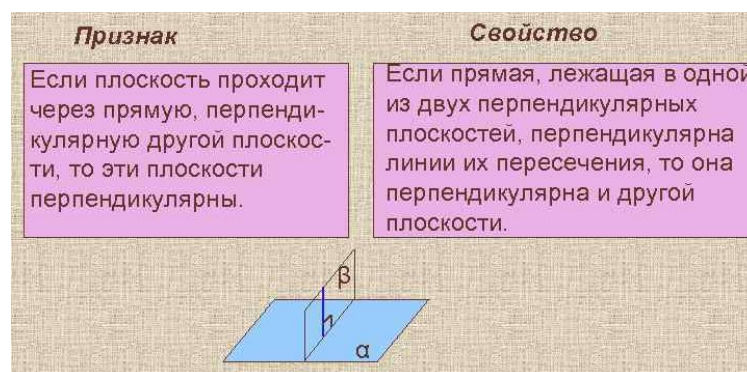 Признак
Свойство
Если плоскость проходит
через прямую, перпенди-
кулярную другой плоскос-
ти, то эти плоскости
перпендикулярны.
Если прямая, лежащая в одной
из двух перпендикулярных
плоскостей, перпендикулярна
линии их пересечения, то она
перпендикулярна и другой
плоскости.
β
α